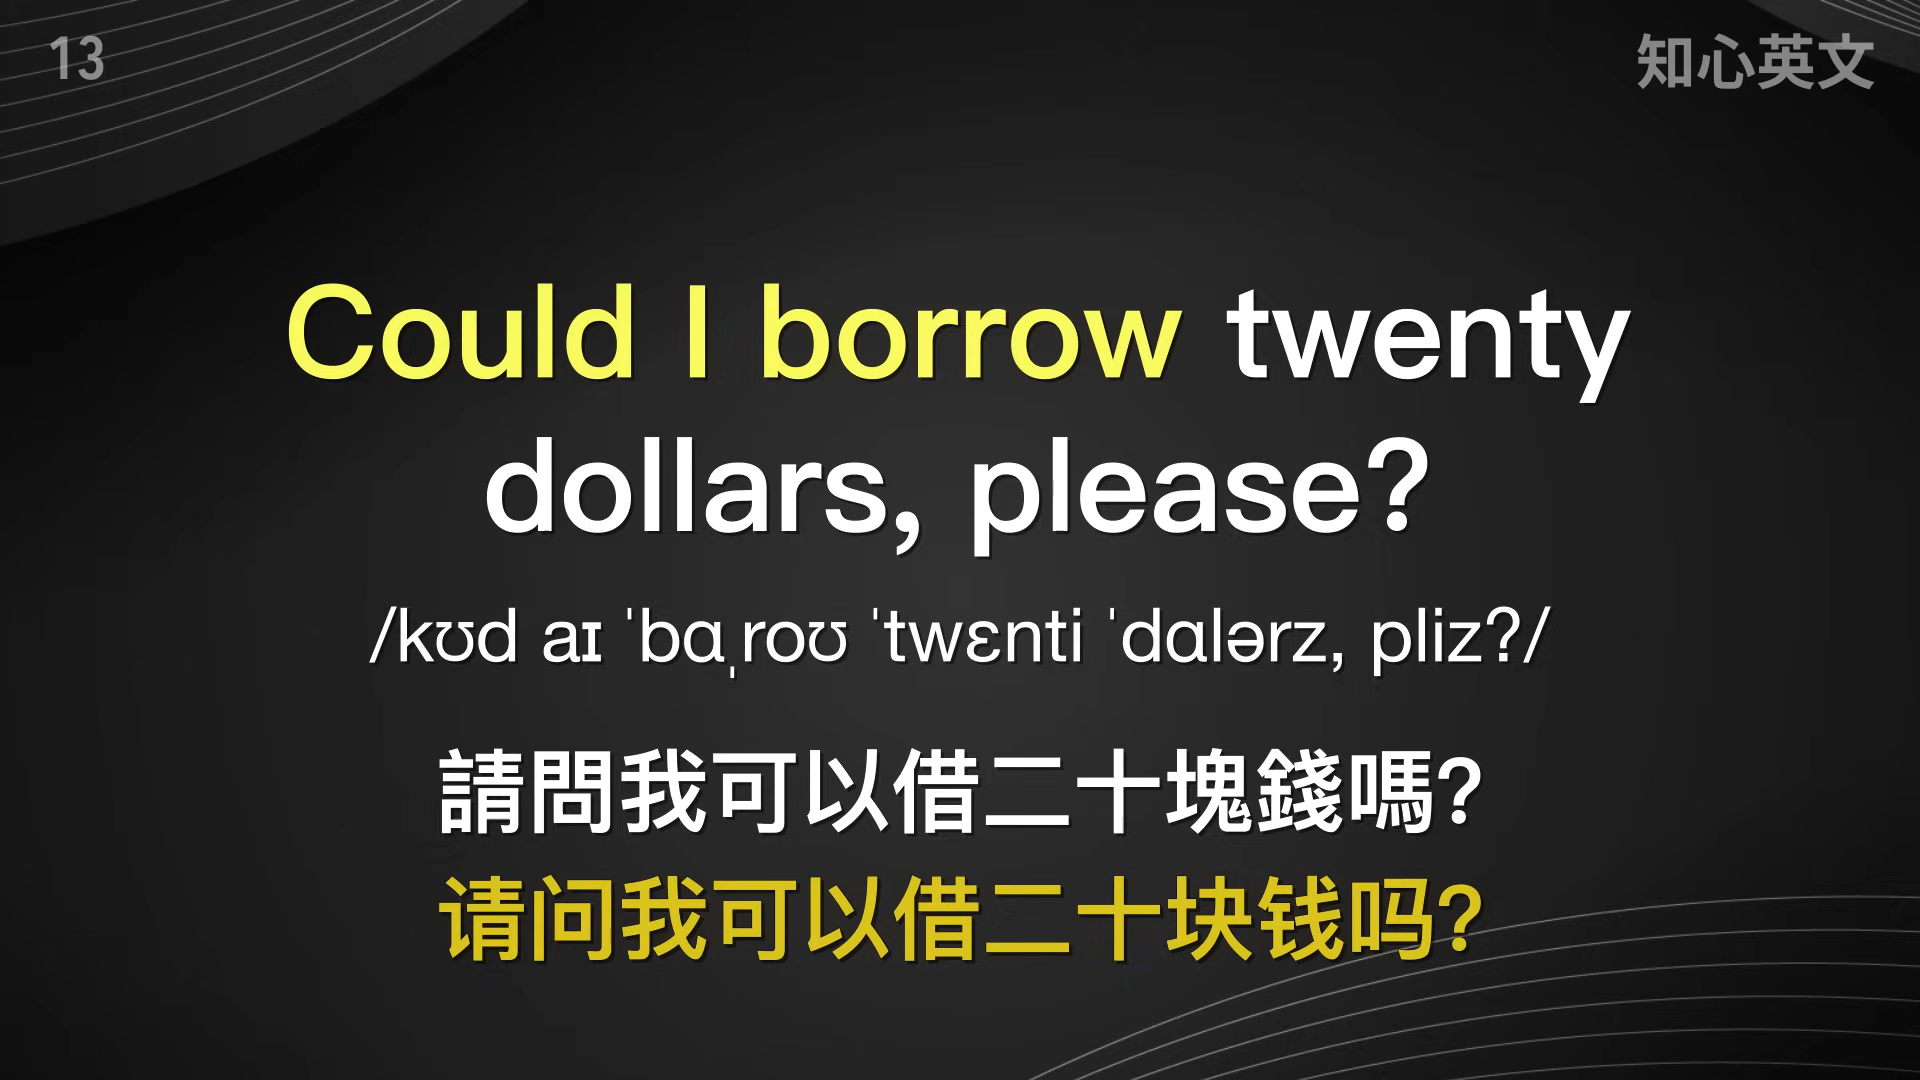 13
知心英文
Could I borrow twenty
dollars, please?
/kʊd aɪ ˈbɑˌroʊ ˈtwɛnti ˈdɑlərz, pliz?/
請問我可以借二十塊錢嗎?
请问我可以借二十块钱吗?